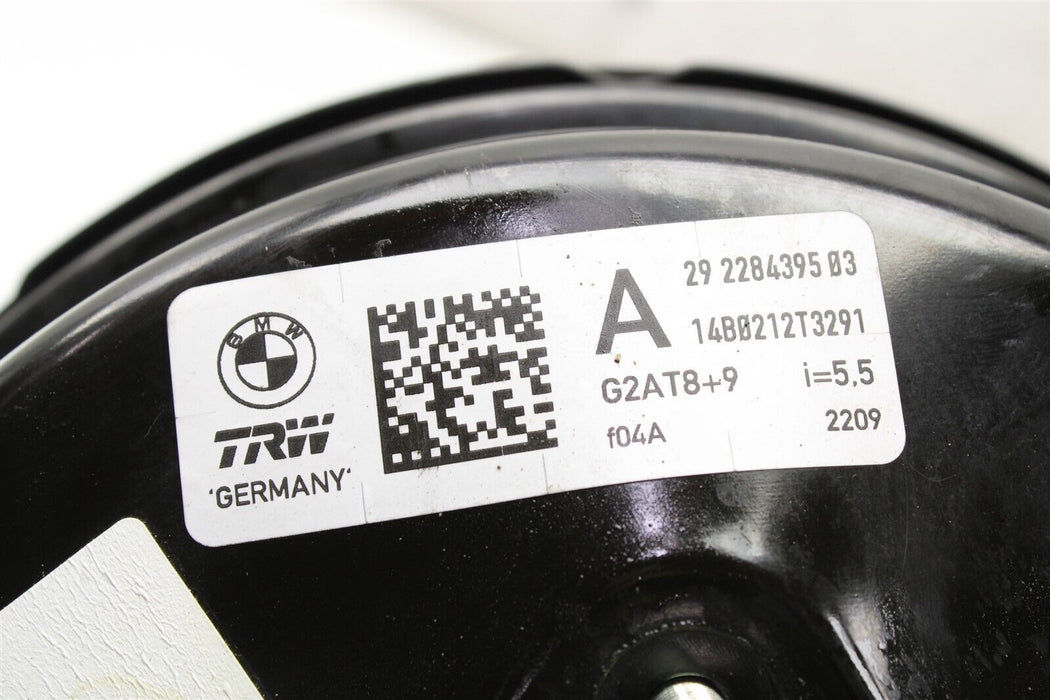 BMW
TRW
'GERMANY'
A
29 2284395 03
14B0212T3291
G2AT8+9 i=5,5
f04A 2209